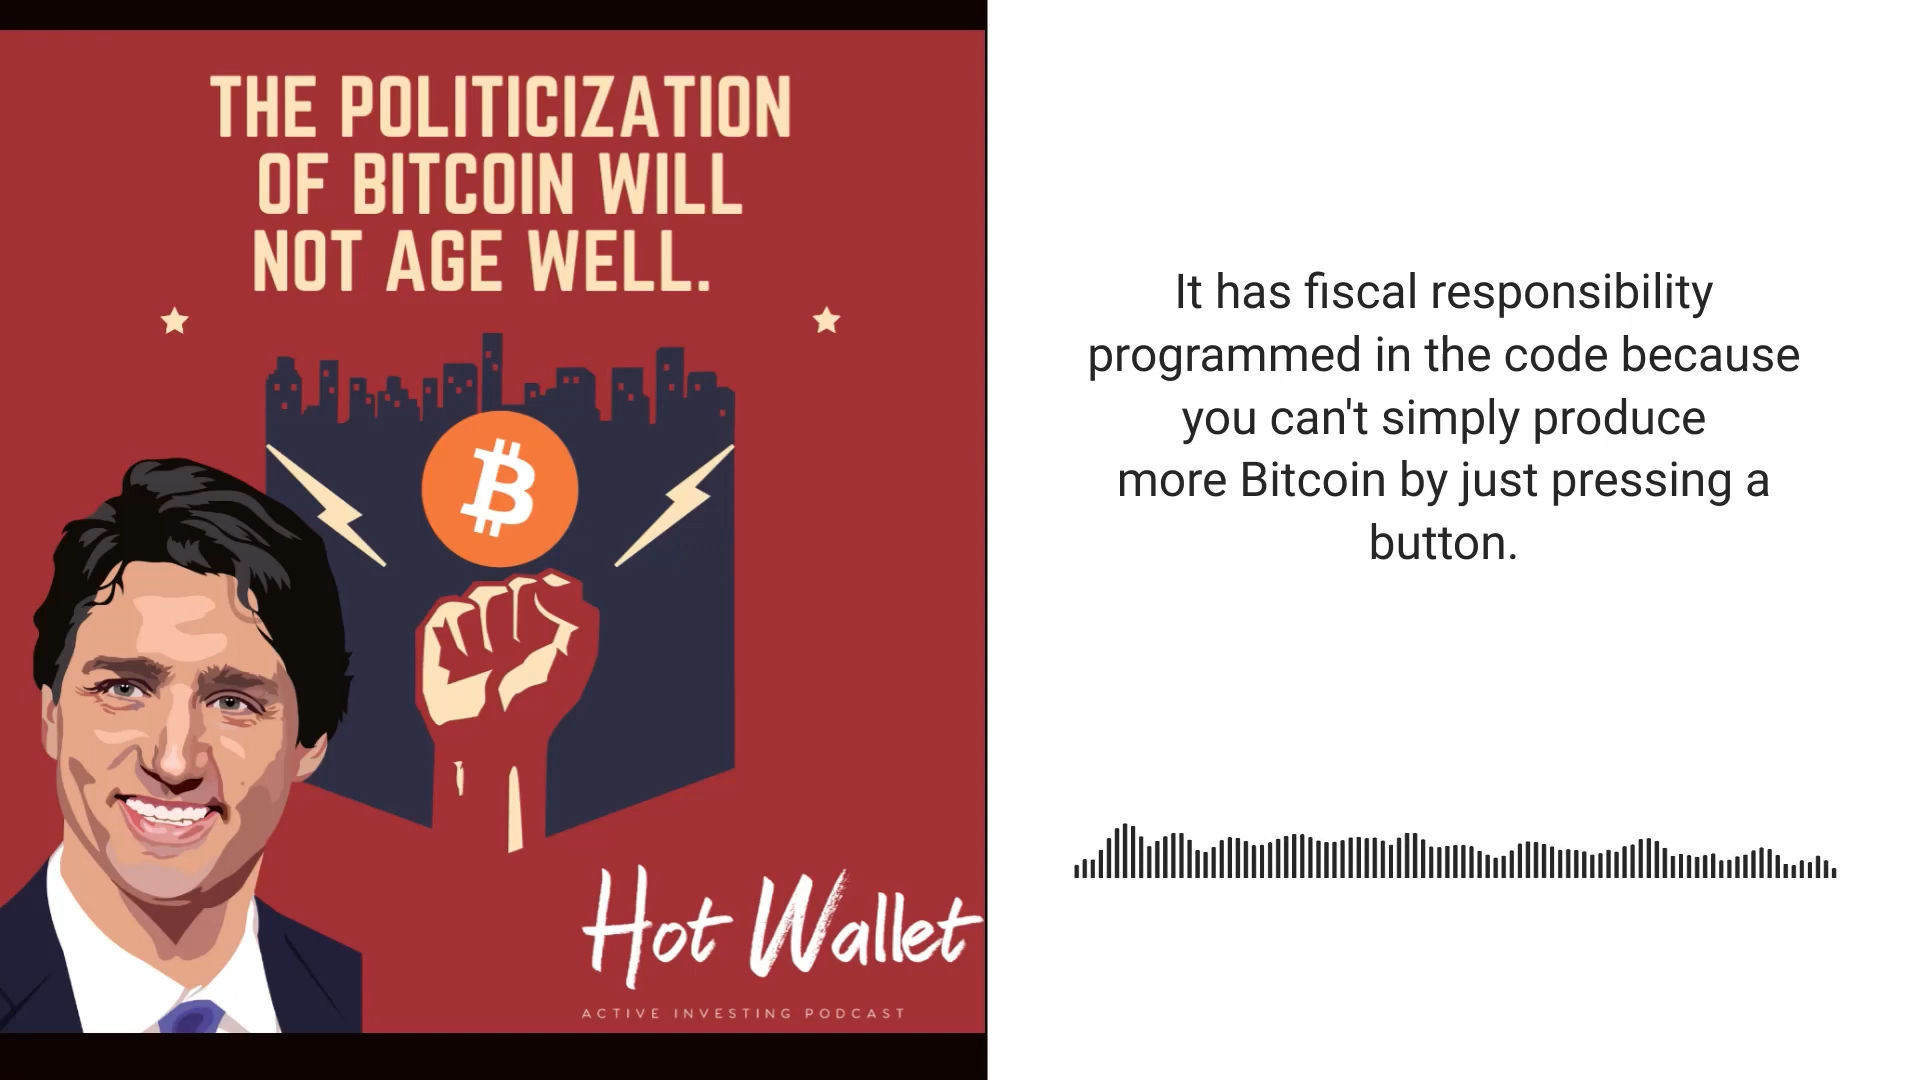 THE POLITICIZATION
OF BITCOIN WILL
NOT AGE WELL.
Hot Wallet
ACTIVE INVESTING PODCAST
It has fiscal responsibility
programmed in the code because
you can't simply produce
more Bitcoin by just pressing a
button.